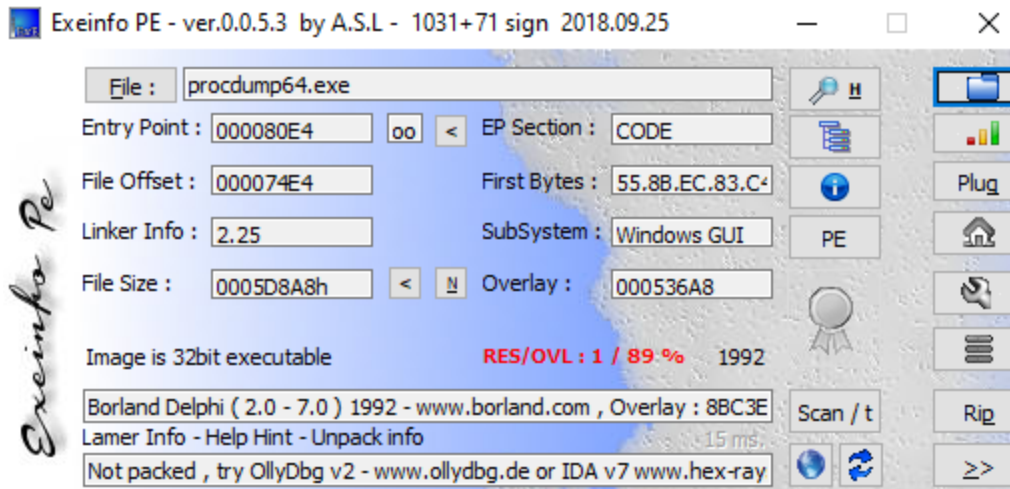 Exeinfo PE - ver.0.0.5.3 by A.S.L - 1031+71 sign 2018.09.25
File : procdump64.exe H
Entry Point : 000080E4 oo < EP Section : CODE
File Offset : 000074E4 First Bytes : 55.8B.EC.83.C4 Plug
Linker Info : 2.25 SubSystem : Windows GUI PE
File Size : 0005D8A8h < N Overlay : 000536A8
Image is 32bit executable RES/OVL : 1 / 89 % 1992
Borland Delphi ( 2.0 - 7.0 ) 1992 - www.borland.com , Overlay : 8BC3E Scan / t Rip
Lamer Info - Help Hint - Unpack info 15 ms.
Not packed , try OllyDbg v2 - www.ollydbg.de or IDA v7 www.hex-ray >>
Exeinfo Pe